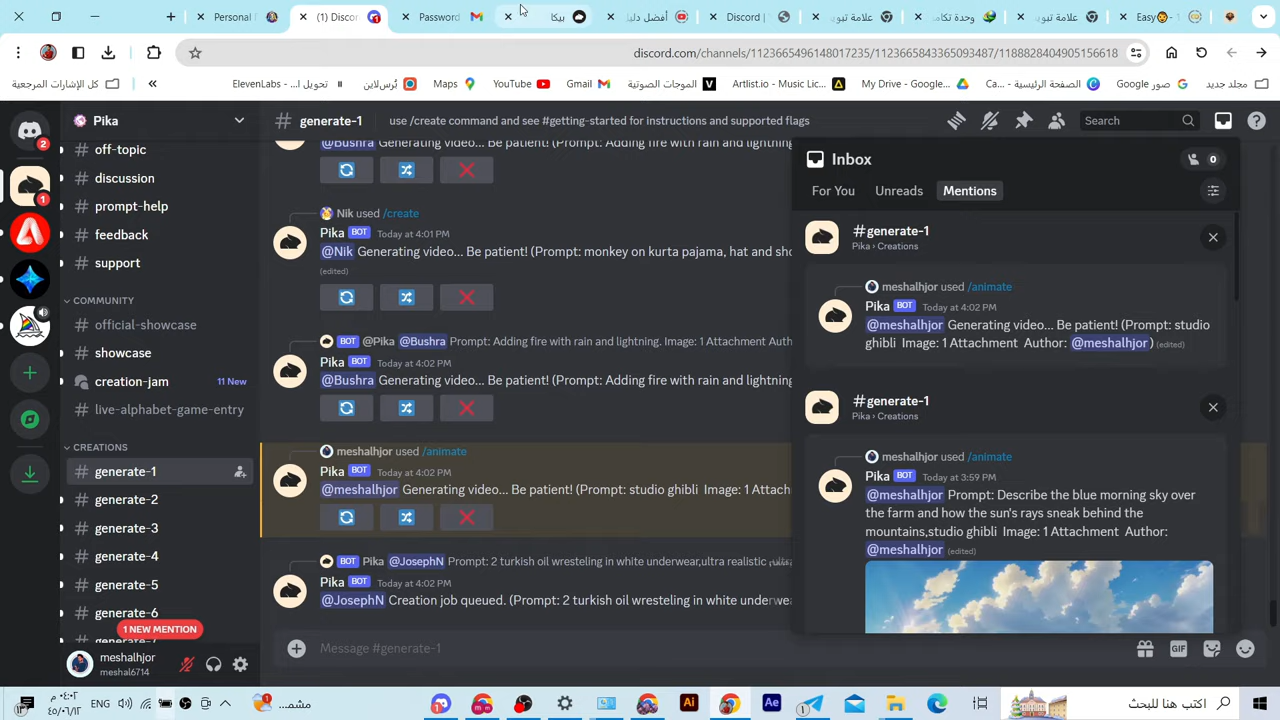 Personal
(1) Discor
Password
بيكا
أفضل دليل
Discord |
علامة تبويب
وحدة تكامل
علامة تبويب
Easy - 1
discord.com/channels/1123665496148017235/1123665843365093487/1188828404905156618
كل الإشارات المرجعية
ElevenLabs
تحويل ا...
بُرس‌لاين
Maps
YouTube
Gmail
الموجات الصوتية
Artlist.io - Music Lic...
My Drive - Google...
الصفحة الرئيسية - Ca...
صور Google
مجلد جديد
Pika
generate-1
use /create command and see #getting-started for instructions and supported flags
Search
off-topic
discussion
prompt-help
feedback
support
COMMUNITY
official-showcase
showcase
creation-jam 11 New
live-alphabet-game-entry
CREATIONS
generate-1
generate-2
generate-3
generate-4
generate-5
generate-6
1 NEW MENTION
meshalhjor
meshal6714
@Bushra Generating video... Be patient! (Prompt: Adding fire with rain and lightning
Nik used /create
Pika BOT Today at 4:01 PM
@Nik Generating video... Be patient! (Prompt: monkey on kurta pajama, hat and sho
(edited)
BOT @Pika @Bushra Prompt: Adding fire with rain and lightning. Image: 1 Attachment Auth
Pika BOT Today at 4:02 PM
@Bushra Generating video... Be patient! (Prompt: Adding fire with rain and lightning
meshalhjor used /animate
Pika BOT Today at 4:02 PM
@meshalhjor Generating video... Be patient! (Prompt: studio ghibli Image: 1 Attach
BOT Pika @JosephN Prompt: 2 turkish oil wresteling in white underwear,ultra realistic
Pika BOT Today at 4:02 PM
@JosephN Creation job queued. (Prompt: 2 turkish oil wresteling in white underwea
Message #generate-1
GIF
Inbox
0
For You
Unreads
Mentions
#generate-1
Pika › Creations
meshalhjor used /animate
Pika BOT Today at 4:02 PM
@meshalhjor Generating video... Be patient! (Prompt: studio
ghibli Image: 1 Attachment Author: @meshalhjor) (edited)
#generate-1
Pika › Creations
meshalhjor used /animate
Pika BOT Today at 3:59 PM
@meshalhjor Prompt: Describe the blue morning sky over
the farm and how the sun's rays sneak behind the
mountains,studio ghibli Image: 1 Attachment Author:
@meshalhjor (edited)
ENG
مشمـ...
Ai
Ae
اكتب هنا للبحث